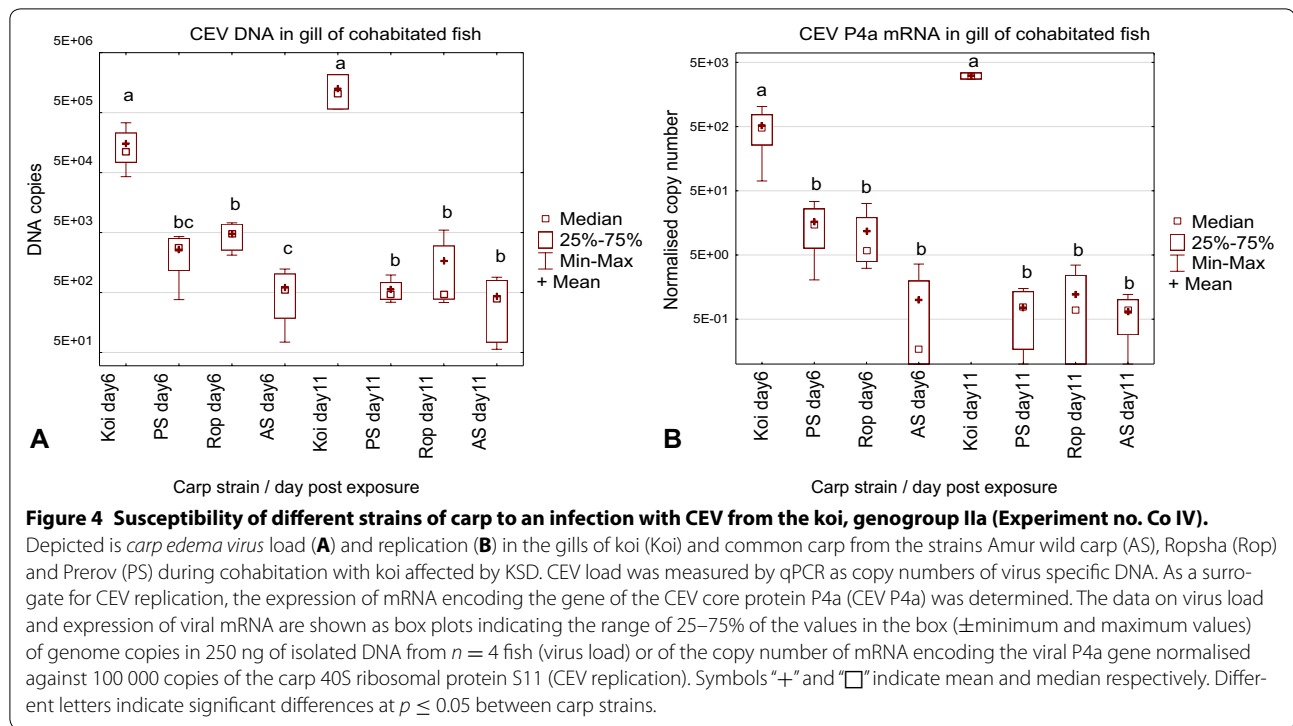 CEV DNA in gill of cohabitated fish
5E+06
5E+05
5E+04
5E+03
5E+02
5E+01
DNA copies
a
bc
b
c
a
b
b
b
Median
25%-75%
Min-Max
+ Mean
Koi day6
PS day6
Rop day6
AS day6
Koi day11
PS day11
Rop day11
AS day11
A
Carp strain / day post exposure
CEV P4a mRNA in gill of cohabitated fish
5E+03
5E+02
5E+01
5E+00
5E-01
Normalised copy number
a
b
b
b
a
b
b
b
Median
25%-75%
Min-Max
+ Mean
Koi day6
PS day6
Rop day6
AS day6
Koi day11
PS day11
Rop day11
AS day11
B
Carp strain / day post exposure
Figure 4 Susceptibility of different strains of carp to an infection with CEV from the koi, genogroup IIa (Experiment no. Co IV).
Depicted is carp edema virus load (A) and replication (B) in the gills of koi (Koi) and common carp from the strains Amur wild carp (AS), Ropsha (Rop)
and Prerov (PS) during cohabitation with koi affected by KSD. CEV load was measured by qPCR as copy numbers of virus specific DNA. As a surro-
gate for CEV replication, the expression of mRNA encoding the gene of the CEV core protein P4a (CEV P4a) was determined. The data on virus load
and expression of viral mRNA are shown as box plots indicating the range of 25–75% of the values in the box (±minimum and maximum values)
of genome copies in 250 ng of isolated DNA from n = 4 fish (virus load) or of the copy number of mRNA encoding the viral P4a gene normalised
against 100 000 copies of the carp 40S ribosomal protein S11 (CEV replication). Symbols "+" and "□" indicate mean and median respectively. Differ-
ent letters indicate significant differences at p ≤ 0.05 between carp strains.